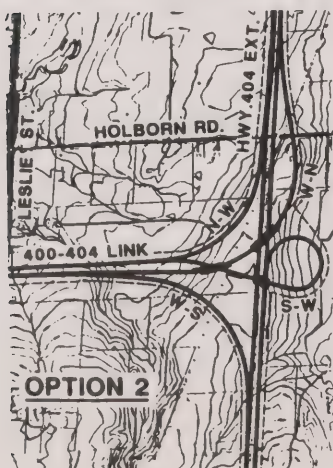 HWY 404 EXT.
LESLIE ST.
HOLBORN RD.
W-N
N-W
400-404 LINK
S-W
W-S
OPTION 2